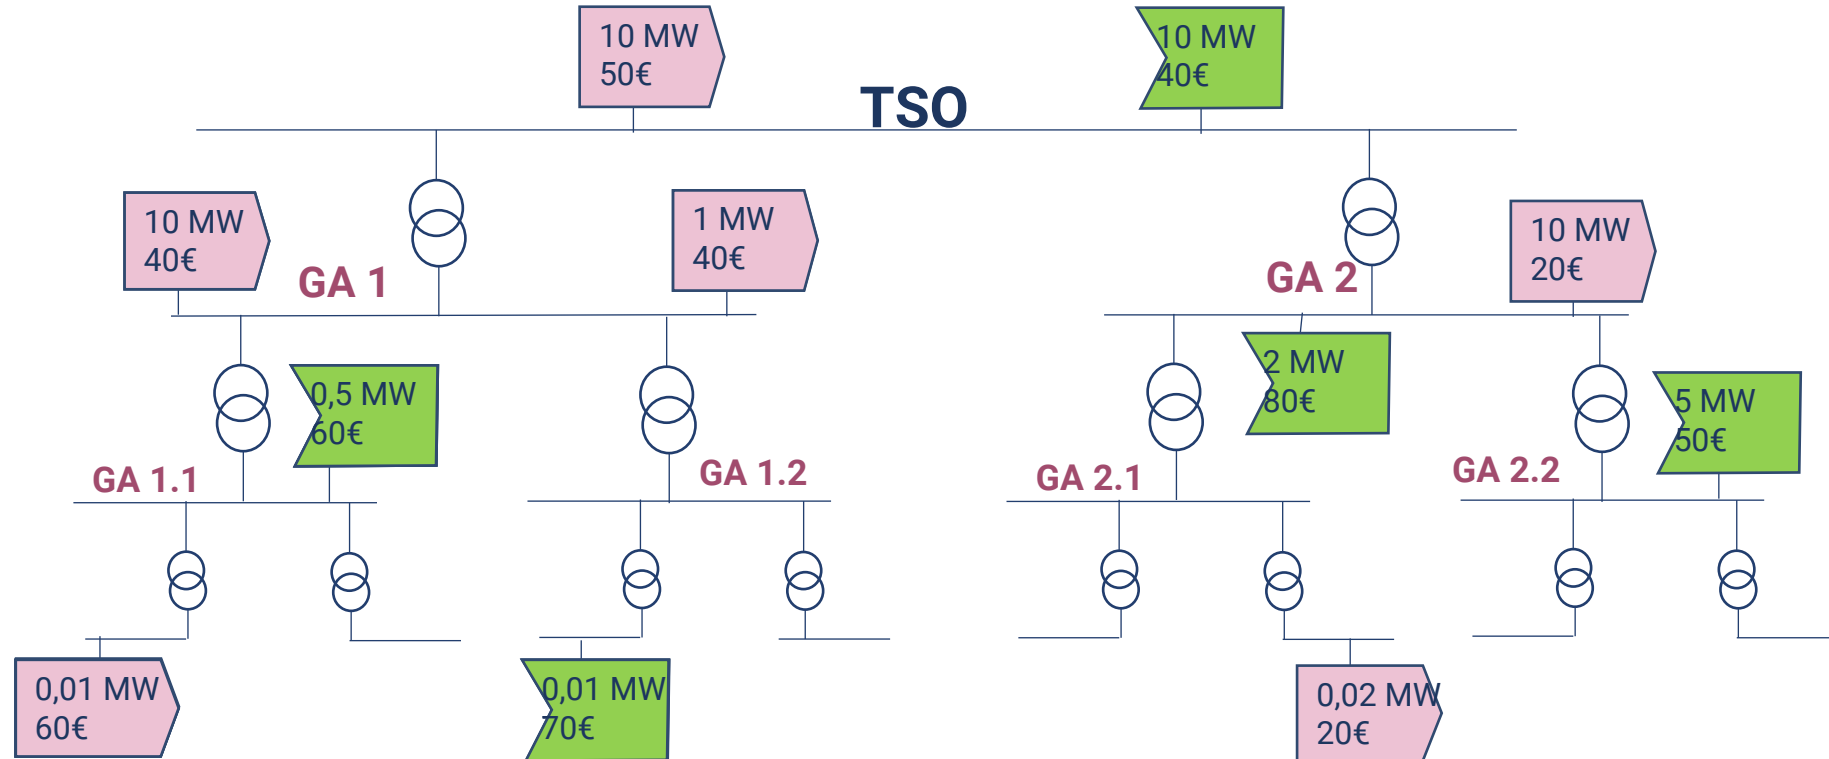 10 MW
50€
10 MW
40€
TSO
10 MW
40€
1 MW
40€
10 MW
20€
GA 1
GA 2
0,5 MW
60€
2 MW
80€
5 MW
50€
GA 1.1
GA 1.2
GA 2.1
GA 2.2
0,01 MW
60€
0,01 MW
70€
0,02 MW
20€